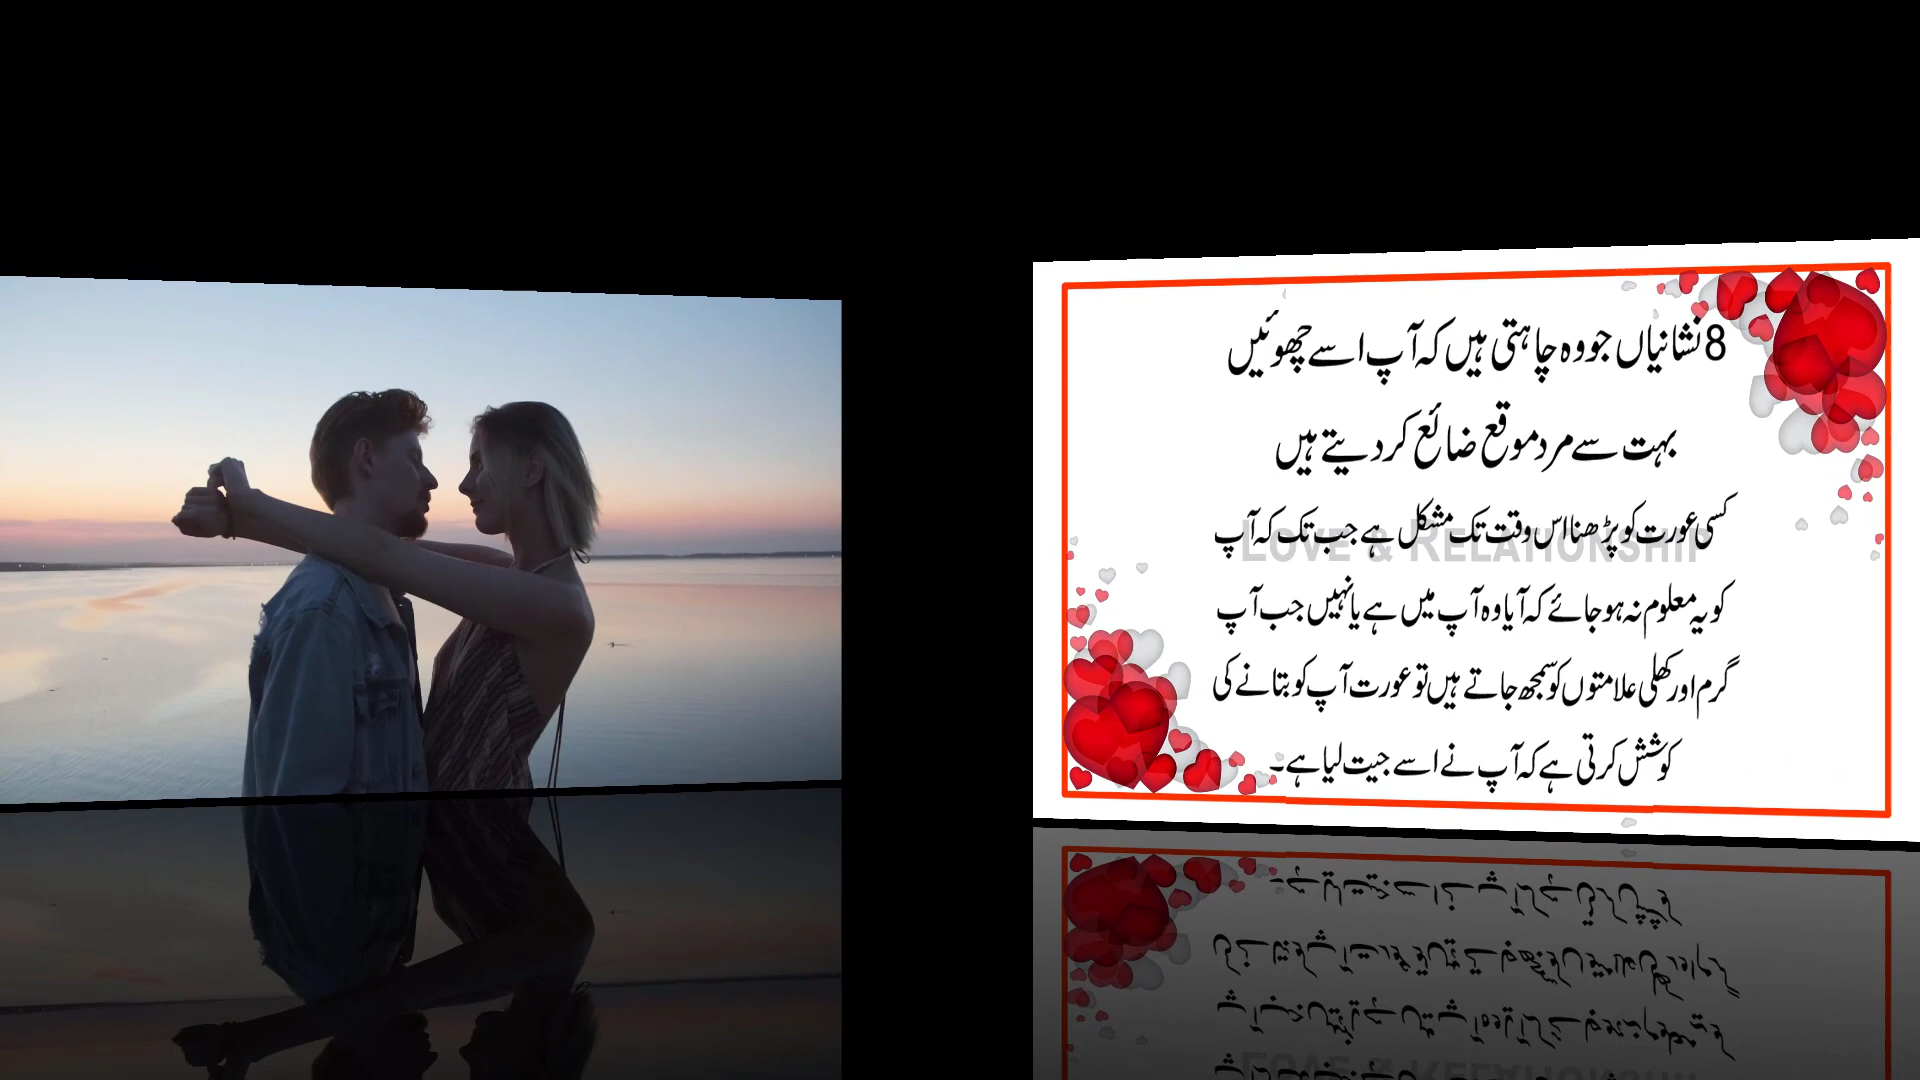 8 نشانیاں جو وہ چاہتی ہیں کہ آپ اسے چھوئیں
بہت سے مرد موقع ضائع کر دیتے ہیں
کسی عورت کو پڑھنا اس وقت تک مشکل ہے جب تک کہ آپ
LOVE & RELATIONSHIP
کو یہ معلوم نہ ہو جائے کہ آیا وہ آپ میں ہے یا نہیں جب آپ
گرم اور کھلی علامتوں کو سمجھ جاتے ہیں تو عورت آپ کو بتانے کی
کوشش کرتی ہے کہ آپ نے اسے جیت لیا ہے۔